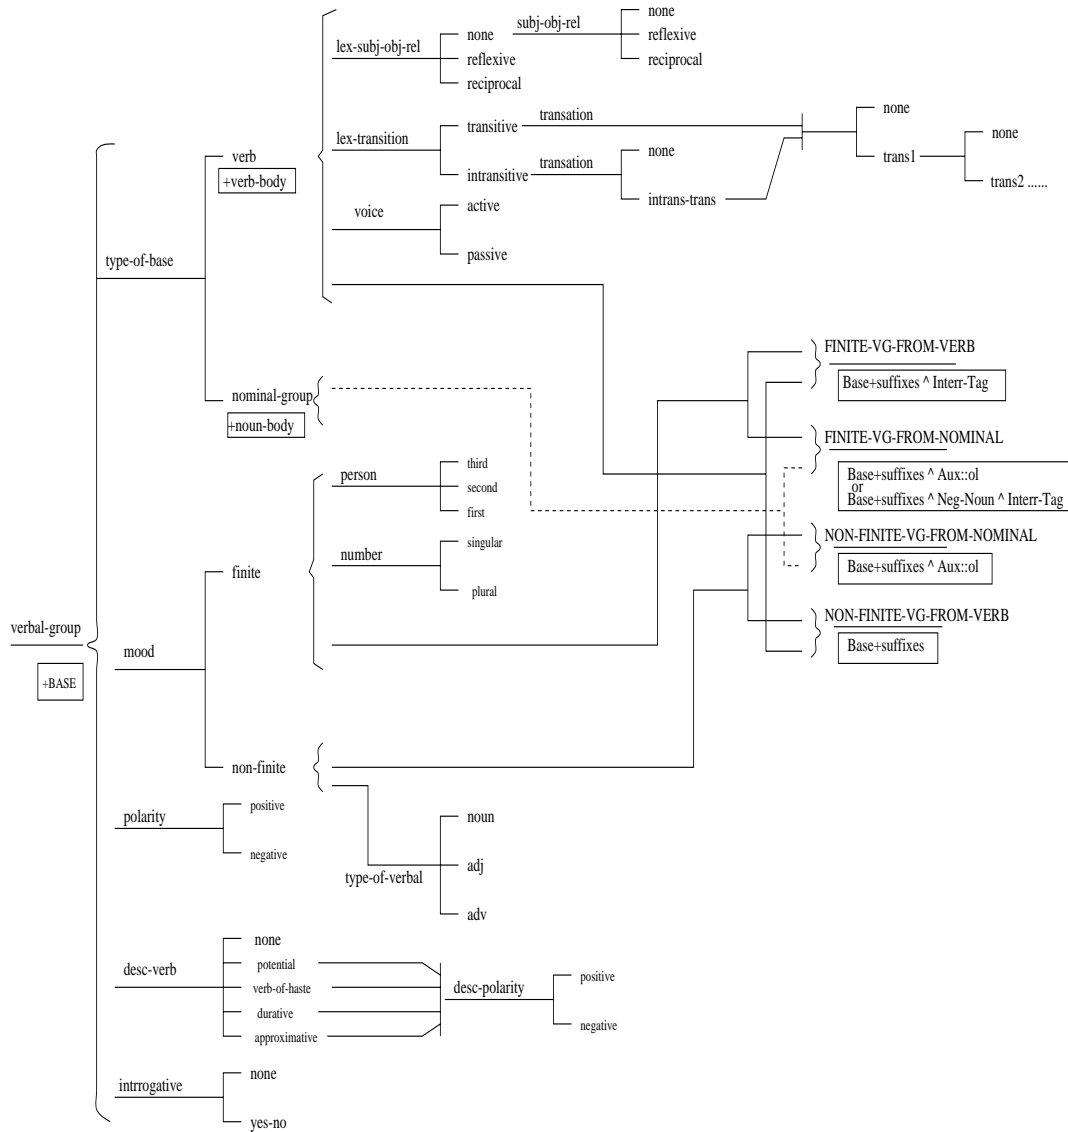 none
subj-obj-rel
lex-subj-obj-rel
none
reflexive
reflexive
reciprocal
reciprocal
transation
none
transitive
none
lex-transition
verb
transation
none
trans1
+verb-body
intransitive
trans2 ......
intrans-trans
active
voice
passive
type-of-base
FINITE-VG-FROM-VERB
Base+suffixes ^ Interr-Tag
nominal-group
+noun-body
FINITE-VG-FROM-NOMINAL
Base+suffixes ^ Aux::ol
or
Base+suffixes ^ Neg-Noun ^ Interr-Tag
person
third
second
first
NON-FINITE-VG-FROM-NOMINAL
Base+suffixes ^ Aux::ol
number
singular
plural
finite
NON-FINITE-VG-FROM-VERB
Base+suffixes
verbal-group
+BASE
mood
non-finite
polarity
positive
negative
noun
type-of-verbal
adj
adv
none
desc-verb
potential
verb-of-haste
durative
approximative
desc-polarity
positive
negative
none
intrrogative
yes-no